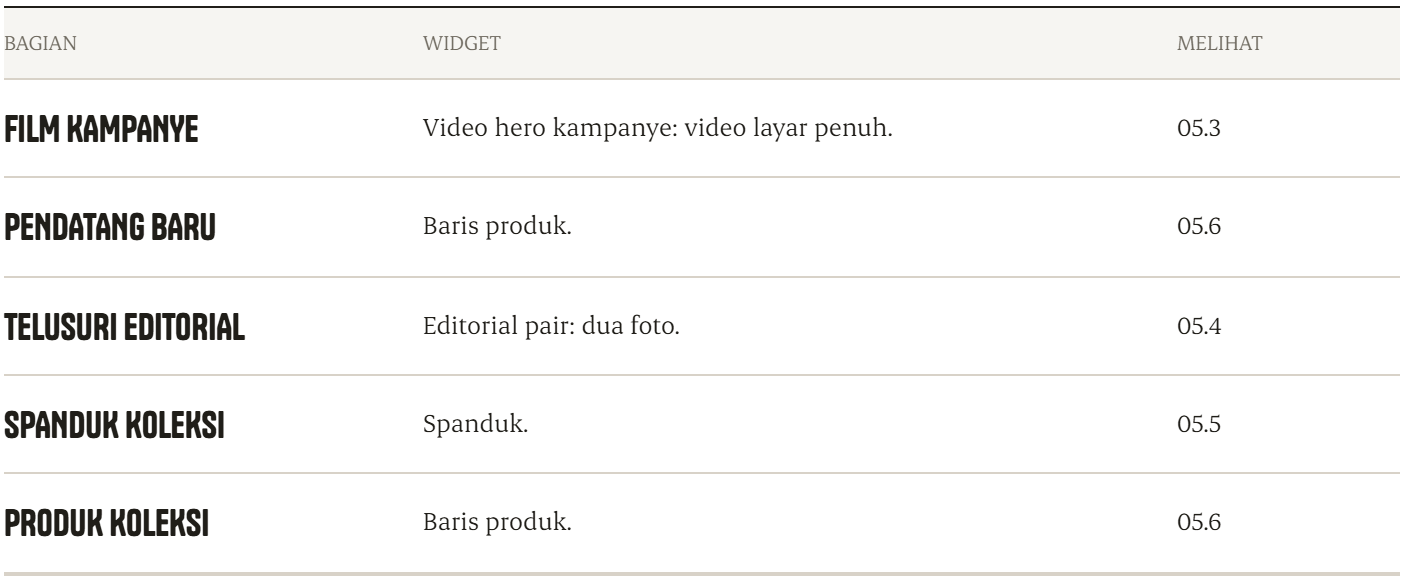 BAGIAN WIDGET MELIHAT
FILM KAMPANYE Video hero kampanye: video layar penuh. 05.3
PENDATANG BARU Baris produk. 05.6
TELUSURI EDITORIAL Editorial pair: dua foto. 05.4
SPANDUK KOLEKSI Spanduk. 05.5
PRODUK KOLEKSI Baris produk. 05.6